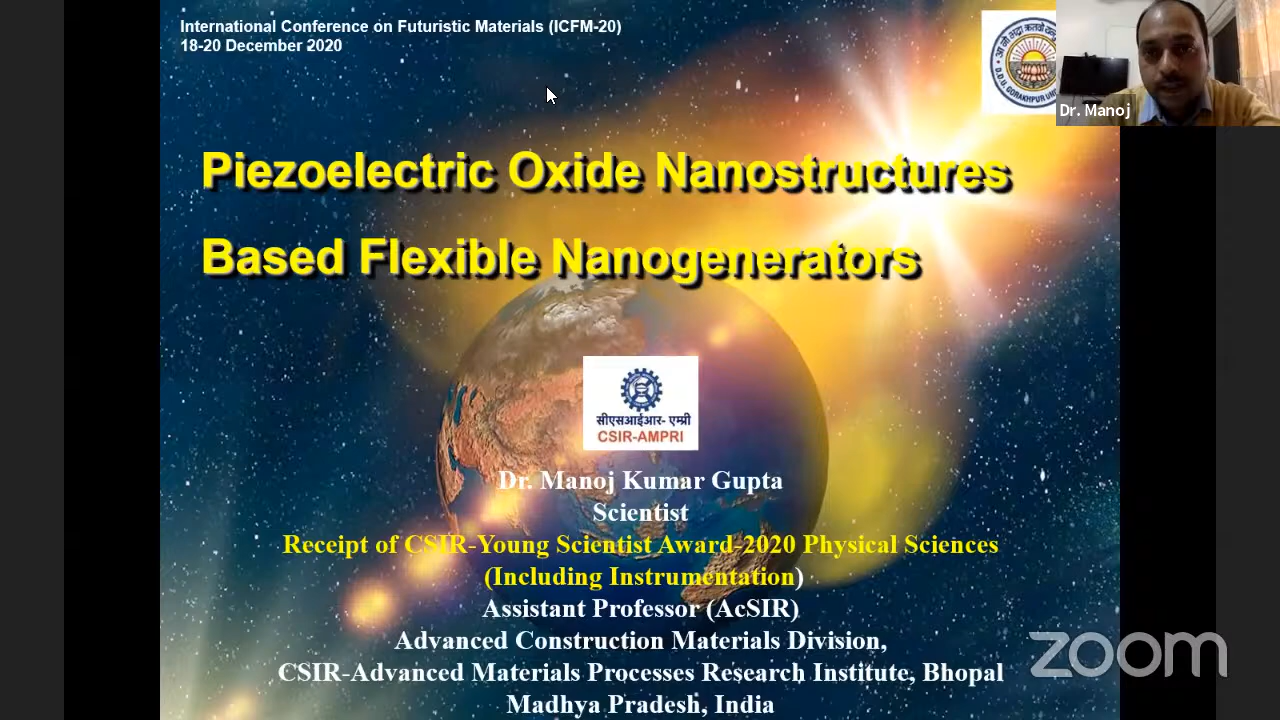 International Conference on Futuristic Materials (ICFM-20)
18-20 December 2020
Dr. Manoj
Piezoelectric Oxide Nanostructures
Based Flexible Nanogenerators
सीएसआईआर- एम्प्री
CSIR-AMPRI
Dr. Manoj Kumar Gupta
Scientist
Receipt of CSIR-Young Scientist Award-2020 Physical Sciences
(Including Instrumentation)
Assistant Professor (AcSIR)
Advanced Construction Materials Division,
CSIR-Advanced Materials Processes Research Institute, Bhopal
Madhya Pradesh, India
zoom